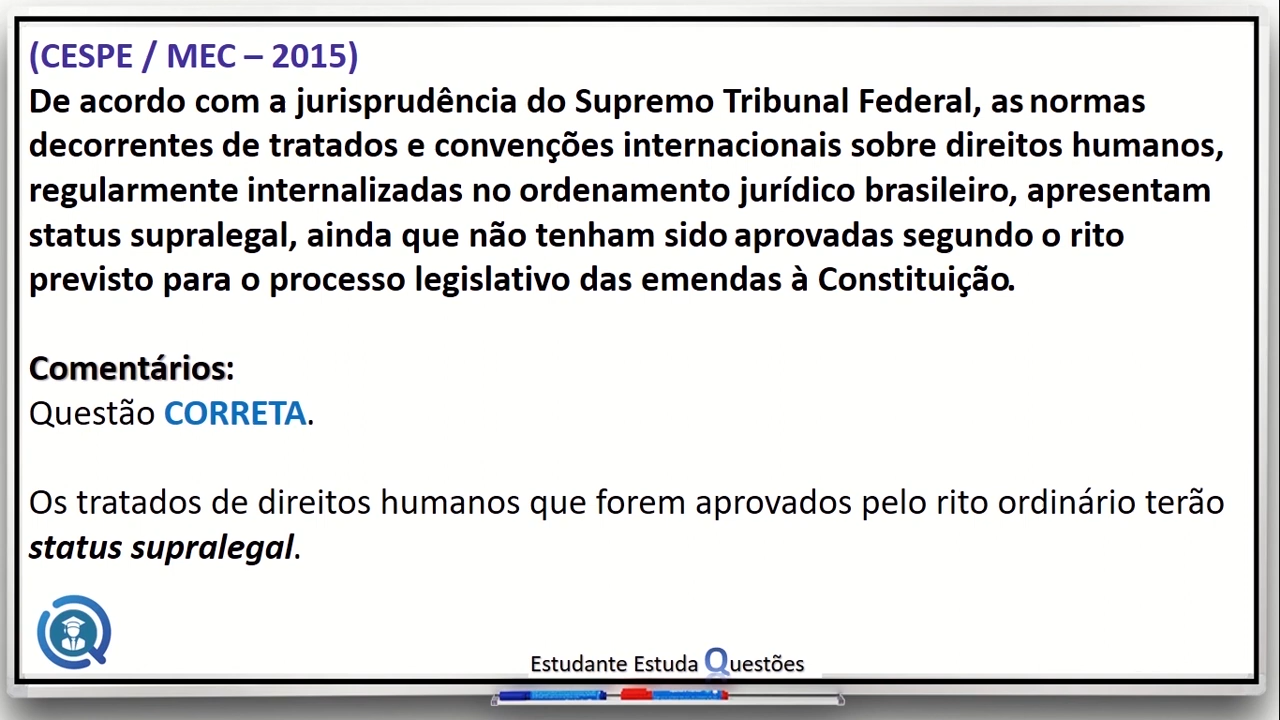 (CESPE / MEC – 2015)
De acordo com a jurisprudência do Supremo Tribunal Federal, as normas
decorrentes de tratados e convenções internacionais sobre direitos humanos,
regularmente internalizadas no ordenamento jurídico brasileiro, apresentam
status supralegal, ainda que não tenham sido aprovadas segundo o rito
previsto para o processo legislativo das emendas à Constituição.
Comentários:
Questão CORRETA.
Os tratados de direitos humanos que forem aprovados pelo rito ordinário terão
status supralegal.
Estudante Estuda Questões